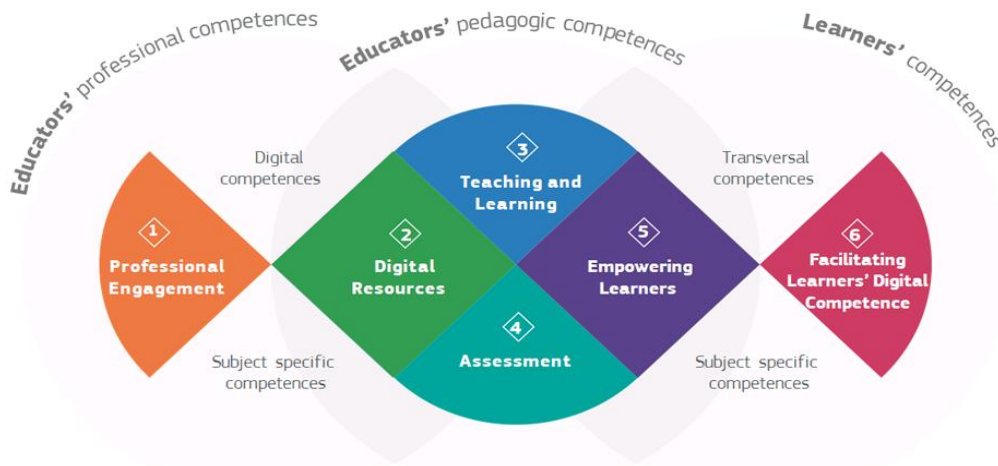 Educators' professional competences
Educators' pedagogic competences
Learners' competences
Digital
competences
Transversal
competences
1
Professional
Engagement
2
Digital
Resources
3
Teaching and
Learning
4
Assessment
5
Empowering
Learners
6
Facilitating
Learners' Digital
Competence
Subject specific
competences
Subject specific
competences